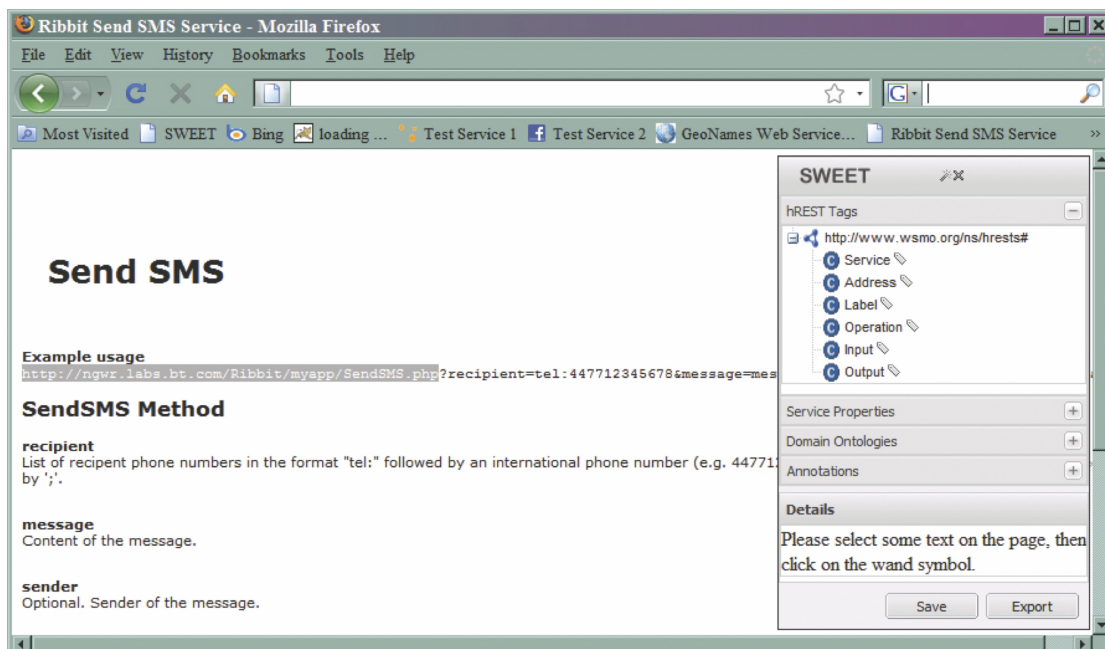 Ribbit Send SMS Service - Mozilla Firefox
File Edit View History Bookmarks Tools Help
G
Most Visited SWEET Bing loading ... Test Service 1 Test Service 2 GeoNames Web Service... Ribbit Send SMS Service »
Send SMS
Example usage
http://ngwr.labs.bt.com/Ribbit/myapp/SendSMS.php?recipient=tel:447712345678&message=mes
SendSMS Method
recipient
List of recipent phone numbers in the format "tel:" followed by an international phone number (e.g. 44771
by ';'.
message
Content of the message.
sender
Optional. Sender of the message.
SWEET
hREST Tags
http://www.wsmo.org/ns/hrests#
C Service
C Address
C Label
C Operation
C Input
C Output
Service Properties
Domain Ontologies
Annotations
Details
Please select some text on the page, then
click on the wand symbol.
Save Export